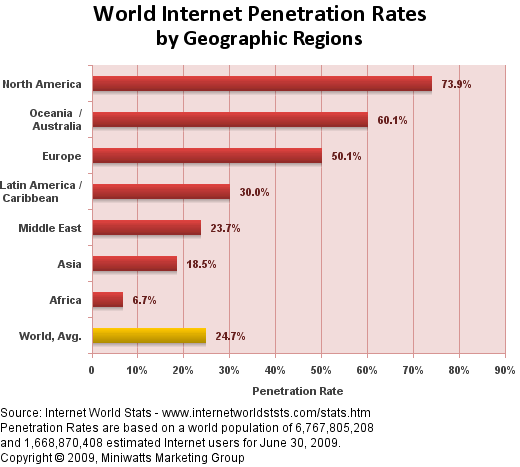 World Internet Penetration Rates
by Geographic Regions
North America
73.9%
Oceania /
Australia
60.1%
Europe
50.1%
Latin America /
Caribbean
30.0%
Middle East
23.7%
Asia
18.5%
Africa
6.7%
World, Avg.
24.7%
0 10% 20% 30% 40% 50% 60% 70% 80% 90%
Penetration Rate
Source: Internet World Stats - www.internetworldststs.com/stats.htm
Penetration Rates are based on a world population of 6,767,805,208
and 1,668,870,408 estimated Internet users for June 30, 2009.
Copyright © 2009, Miniwatts Marketing Group